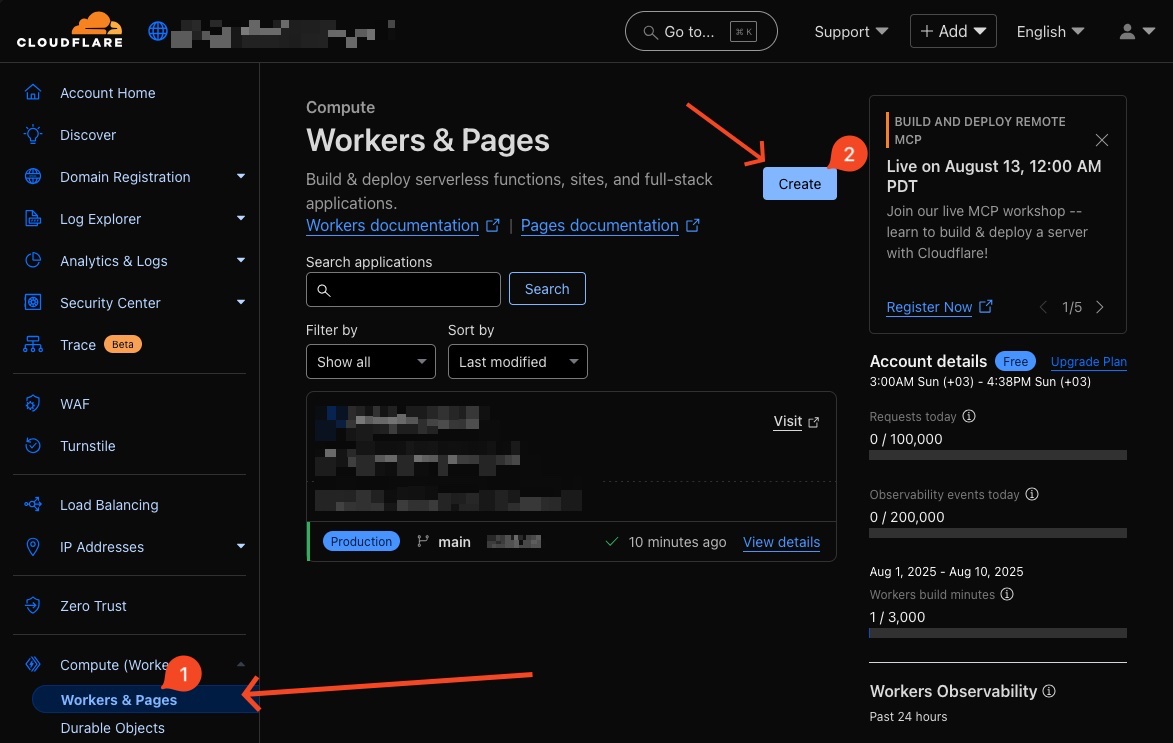 CLOUDFLARE
Go to... ⌘ K
Support
+ Add
English
Account Home
Discover
Domain Registration
Log Explorer
Analytics & Logs
Security Center
Trace Beta
WAF
Turnstile
Load Balancing
IP Addresses
Zero Trust
Compute (Worke
1
Workers & Pages
Durable Objects
Compute
Workers & Pages
Build & deploy serverless functions, sites, and full-stack
applications.
Workers documentation | Pages documentation
2
Create
Search applications
Search
Filter by
Sort by
Show all
Last modified
Visit
Production main 10 minutes ago View details
BUILD AND DEPLOY REMOTE
MCP
Live on August 13, 12:00 AM
PDT
Join our live MCP workshop --
learn to build & deploy a server
with Cloudflare!
Register Now
1/5
Account details Free Upgrade Plan
3:00AM Sun (+03) - 4:38PM Sun (+03)
Requests today
0 / 100,000
Observability events today
0 / 200,000
Aug 1, 2025 - Aug 10, 2025
Workers build minutes
1 / 3,000
Workers Observability
Past 24 hours